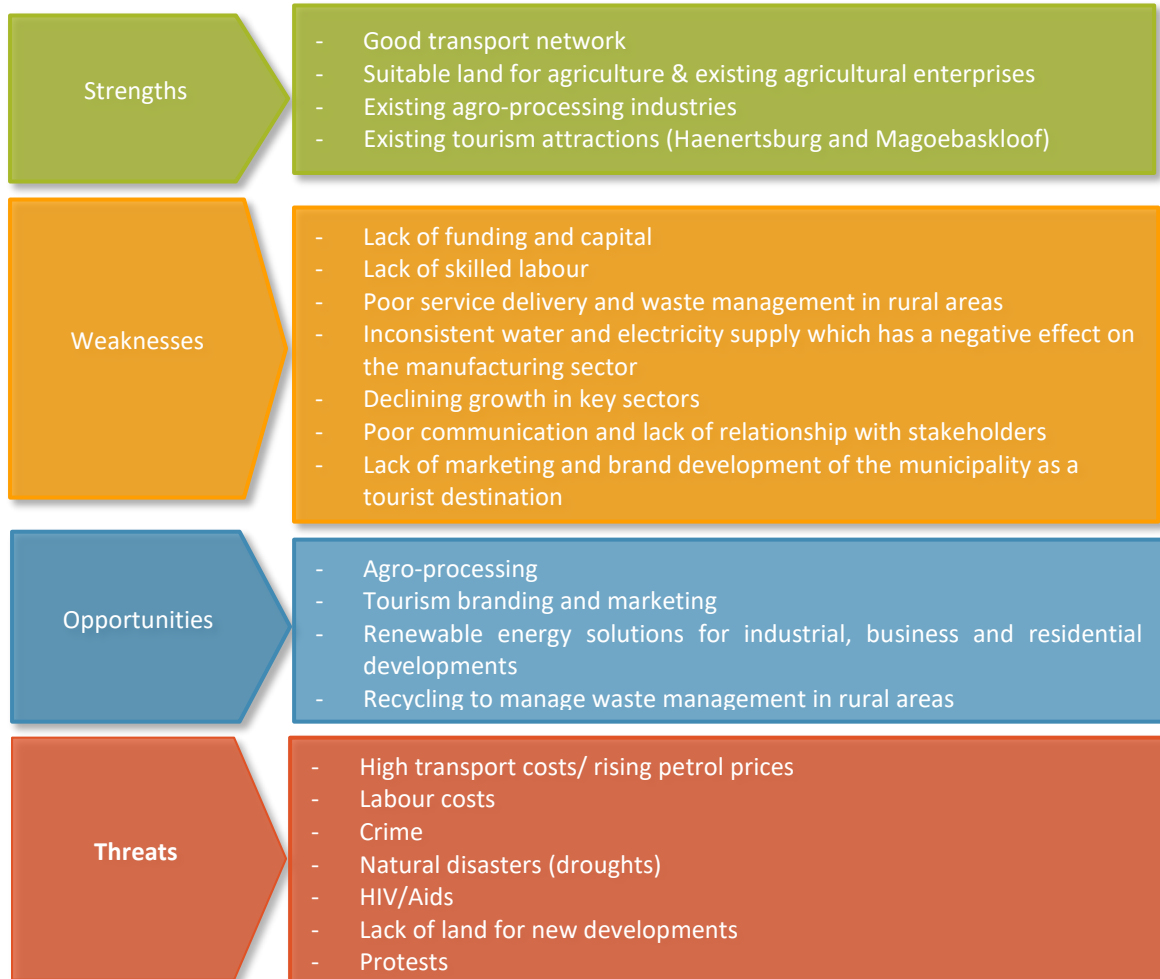 Strengths
- Good transport network
- Suitable land for agriculture & existing agricultural enterprises
- Existing agro-processing industries
- Existing tourism attractions (Haenertsburg and Magoebaskloof)
Weaknesses
- Lack of funding and capital
- Lack of skilled labour
- Poor service delivery and waste management in rural areas
- Inconsistent water and electricity supply which has a negative effect on
the manufacturing sector
- Declining growth in key sectors
- Poor communication and lack of relationship with stakeholders
- Lack of marketing and brand development of the municipality as a
tourist destination
Opportunities
- Agro-processing
- Tourism branding and marketing
- Renewable energy solutions for industrial, business and residential
developments
- Recycling to manage waste management in rural areas
Threats
- High transport costs/ rising petrol prices
- Labour costs
- Crime
- Natural disasters (droughts)
- HIV/Aids
- Lack of land for new developments
- Protests